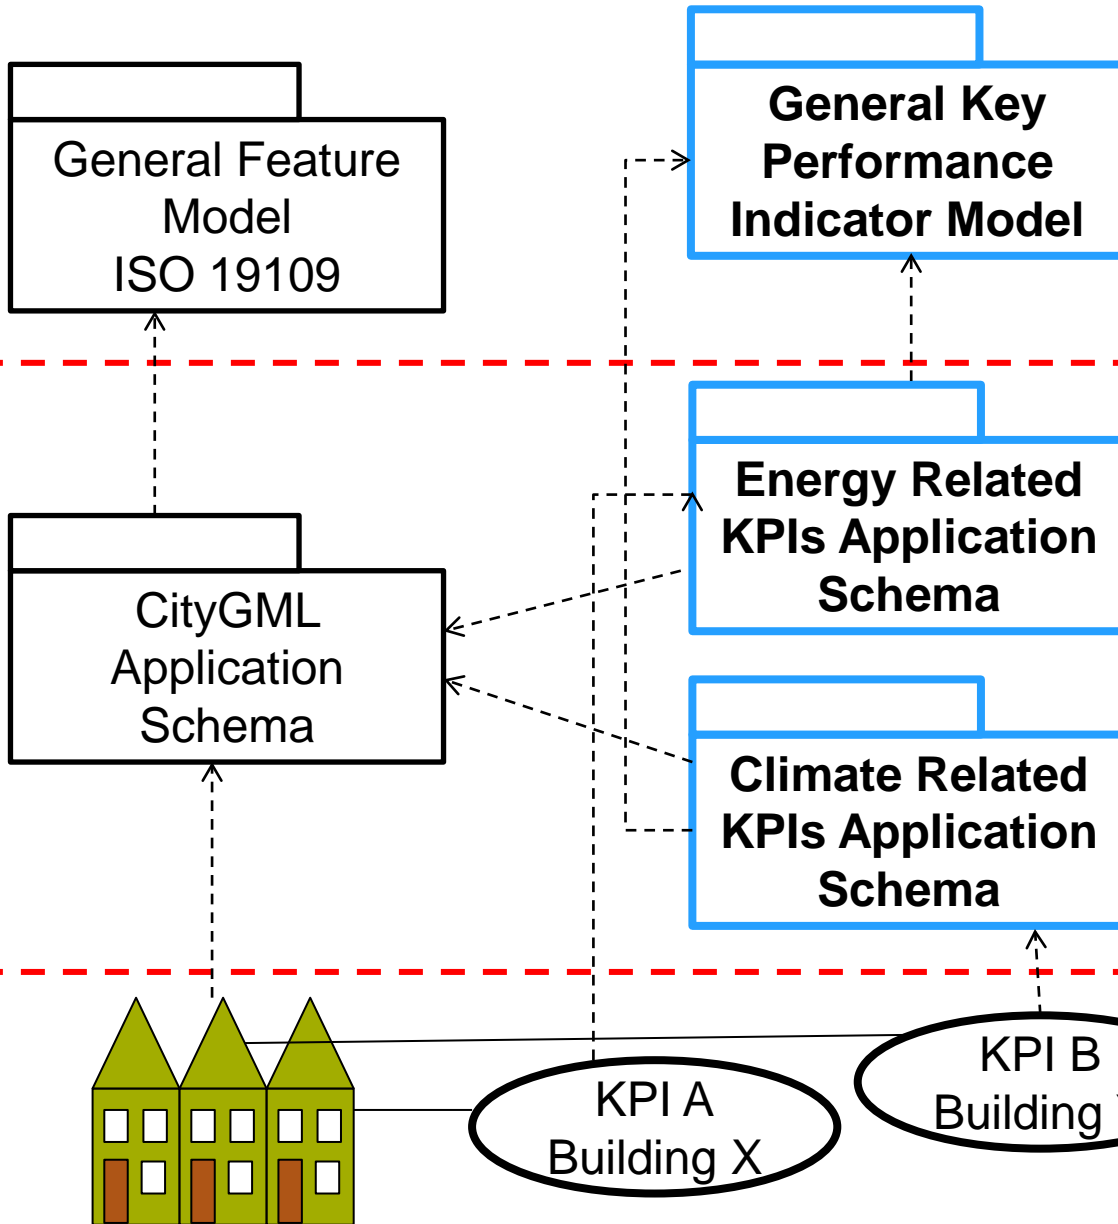 General Feature
Model
ISO 19109
General Key
Performance
Indicator Model
Energy Related
KPIs Application
Schema
CityGML
Application
Schema
Climate Related
KPIs Application
Schema
KPI A
Building X
KPI B
Building